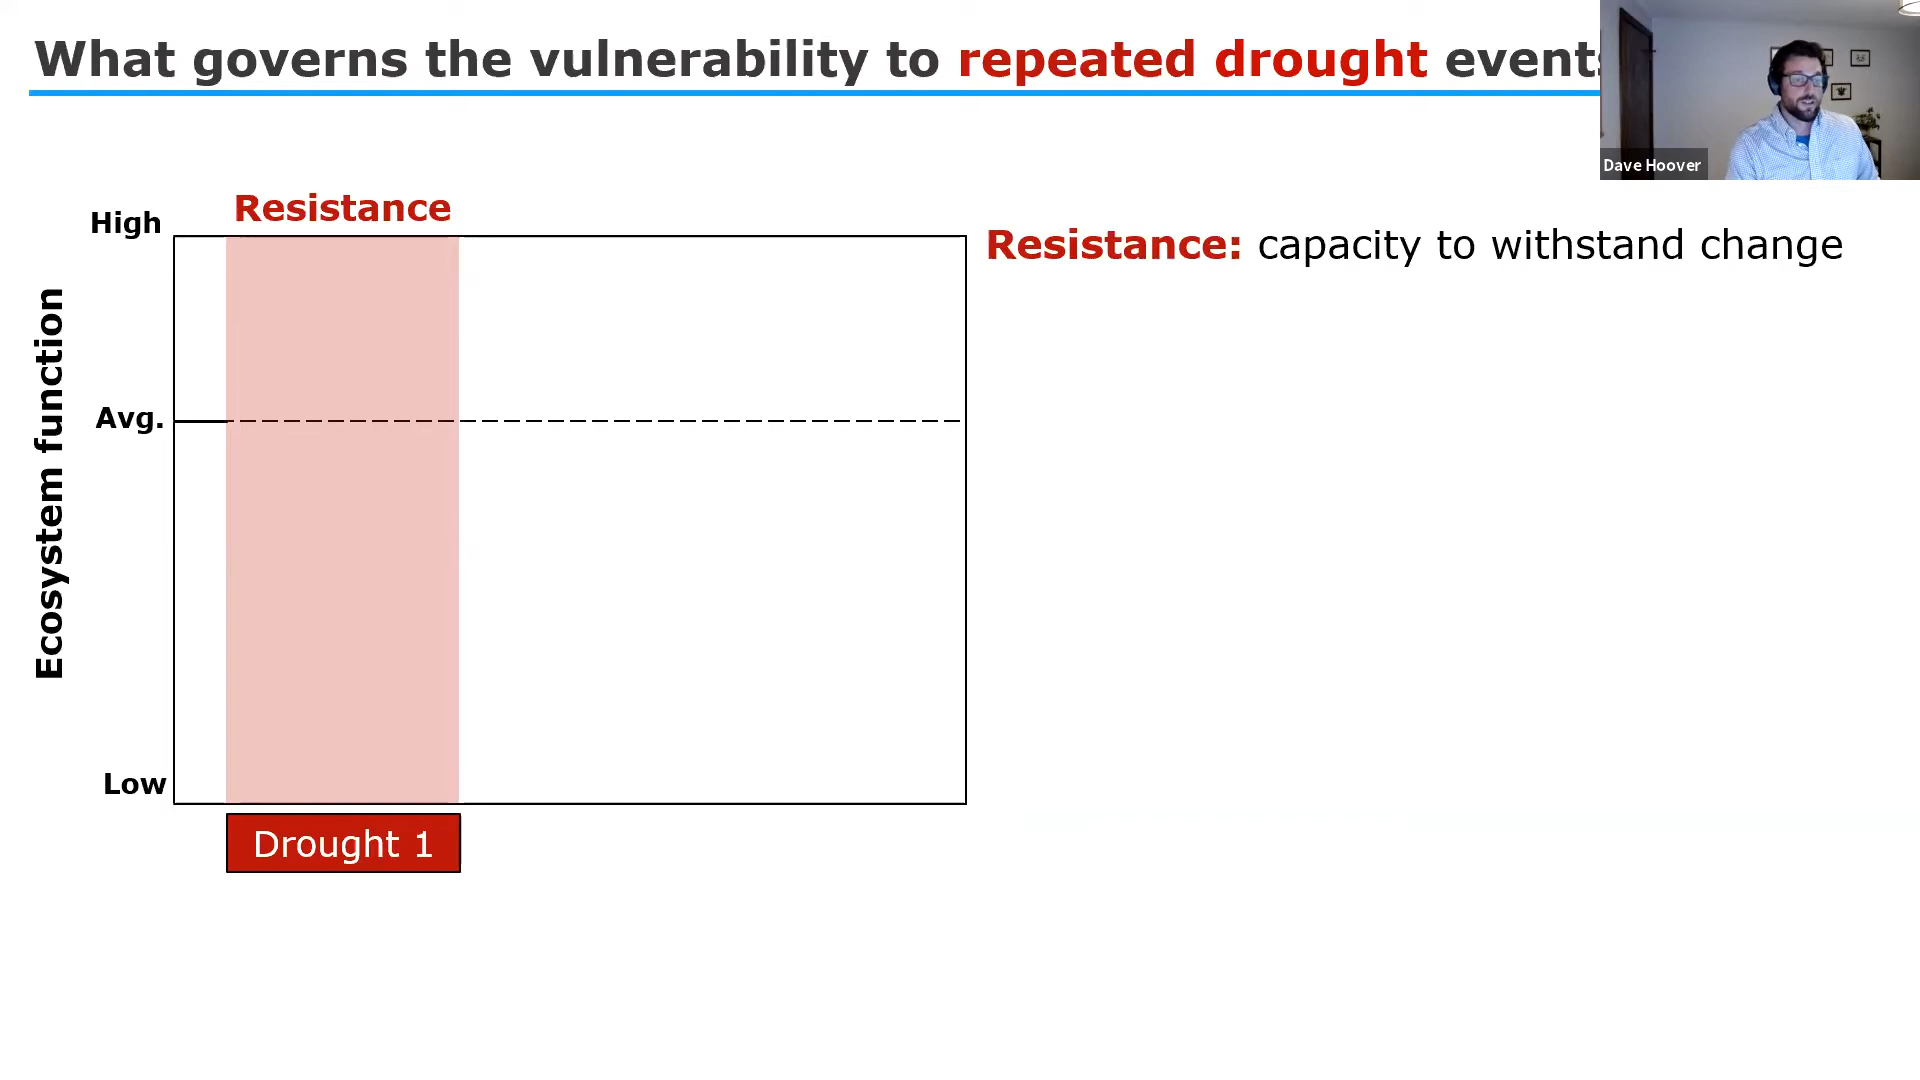 What governs the vulnerability to repeated drought events
Dave Hoover
Resistance
High
Resistance: capacity to withstand change
Ecosystem function
Avg.
Low
Drought 1